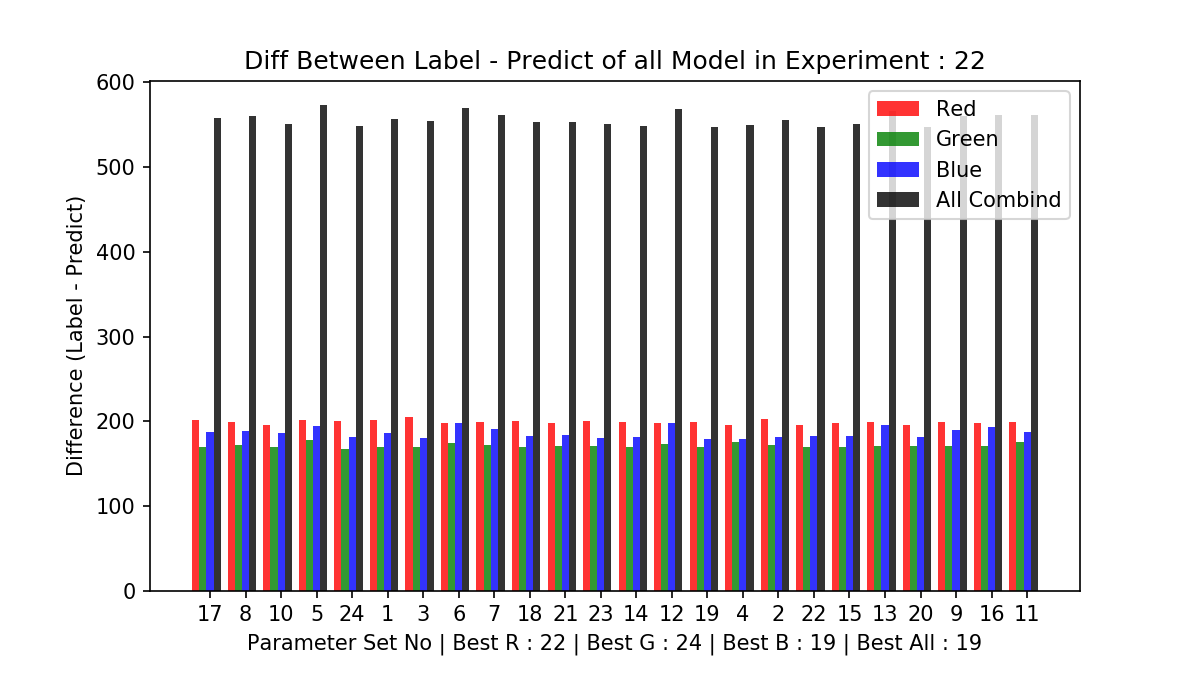 Diff Between Label - Predict of all Model in Experiment : 22
600
500
400
300
200
100
0
Difference (Label - Predict)
Red
Green
Blue
All Combind
17 8 10 5 24 1 3 6 7 18 21 23 14 12 19 4 2 22 15 13 20 9 16 11
Parameter Set No | Best R : 22 | Best G : 24 | Best B : 19 | Best All : 19